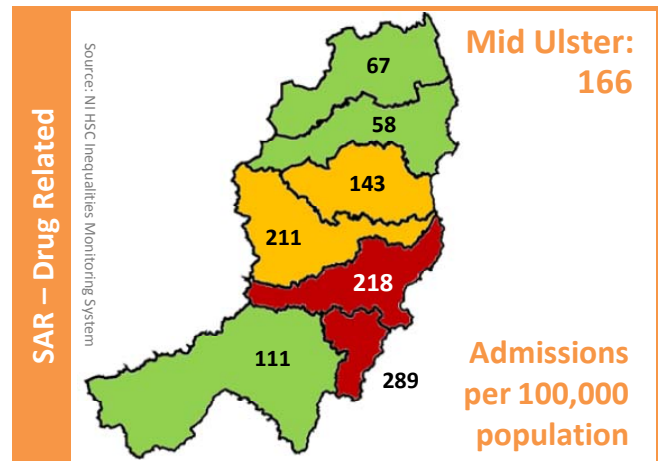 SAR – Drug Related
Source: NI HSC Inequalities Monitoring System
Mid Ulster:
166
67
58
143
211
218
111
289
Admissions
per 100,000
population